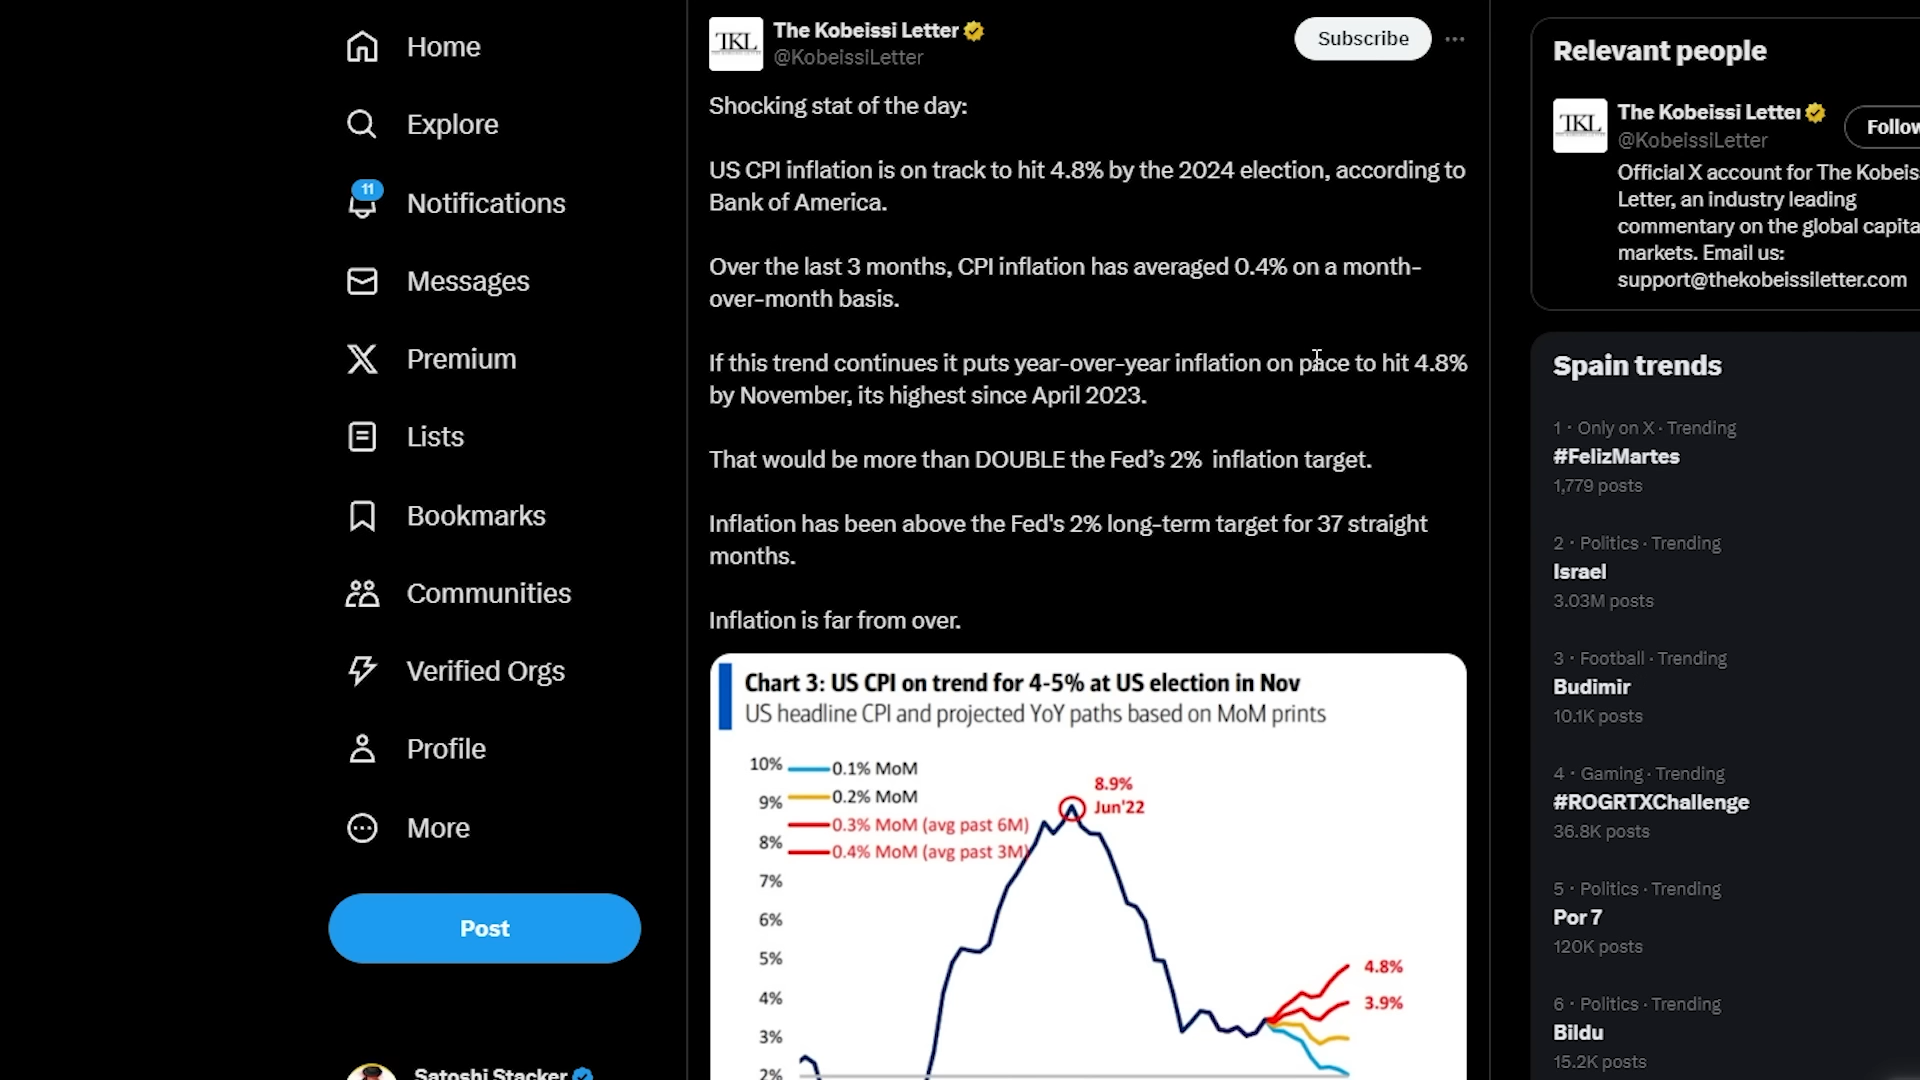 Home
Explore
11
Notifications
Messages
Premium
Lists
Bookmarks
Communities
Verified Orgs
Profile
More
Post
Satoshi Stacker
TKL
The Kobeissi Letter
@KobeissiLetter
Subscribe
Shocking stat of the day:
US CPI inflation is on track to hit 4.8% by the 2024 election, according to
Bank of America.
Over the last 3 months, CPI inflation has averaged 0.4% on a month-
over-month basis.
If this trend continues it puts year-over-year inflation on pace to hit 4.8%
by November, its highest since April 2023.
That would be more than DOUBLE the Fed’s 2% inflation target.
Inflation has been above the Fed's 2% long-term target for 37 straight
months.
Inflation is far from over.
Chart 3: US CPI on trend for 4-5% at US election in Nov
US headline CPI and projected YoY paths based on MoM prints
10%
9%
8%
7%
6%
5%
4%
3%
2%
0.1% MoM
0.2% MoM
0.3% MoM (avg past 6M)
0.4% MoM (avg past 3M)
8.9%
Jun'22
4.8%
3.9%
Relevant people
TKL
The Kobeissi Letter
@KobeissiLetter
Follow
Official X account for The Kobeis
Letter, an industry leading
commentary on the global capita
markets. Email us:
support@thekobeissiletter.com
Spain trends
1 · Only on X · Trending
#FelizMartes
1,779 posts
2 · Politics · Trending
Israel
3.03M posts
3 · Football · Trending
Budimir
10.1K posts
4 · Gaming · Trending
#ROGRTXChallenge
36.8K posts
5 · Politics · Trending
Por 7
120K posts
6 · Politics · Trending
Bildu
15.2K posts